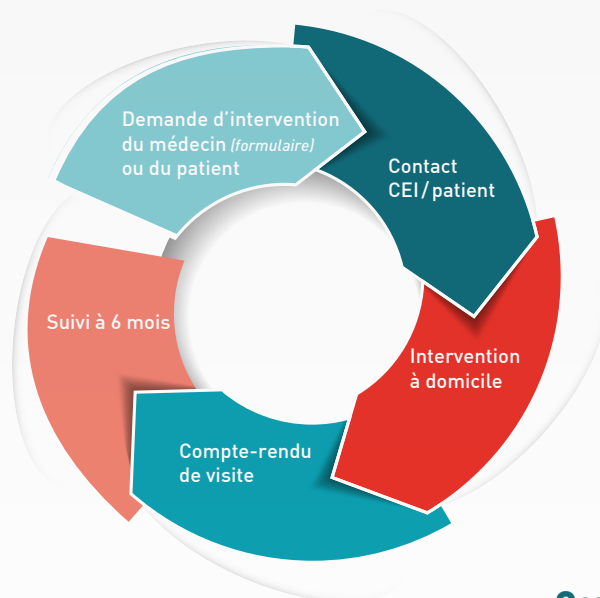 Demande d'intervention
du médecin (formulaire)
ou du patient
Contact
CEI/patient
Intervention
à domicile
Compte-rendu
de visite
Suivi à 6 mois